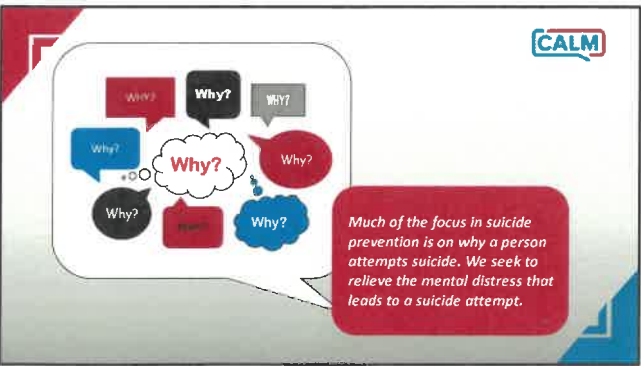 CALM
WHY?
Why?
WHY?
Why?
Why?
Why?
Why?
Why?
Much of the focus in suicide
prevention is on why a person
attempts suicide. We seek to
relieve the mental distress that
leads to a suicide attempt.